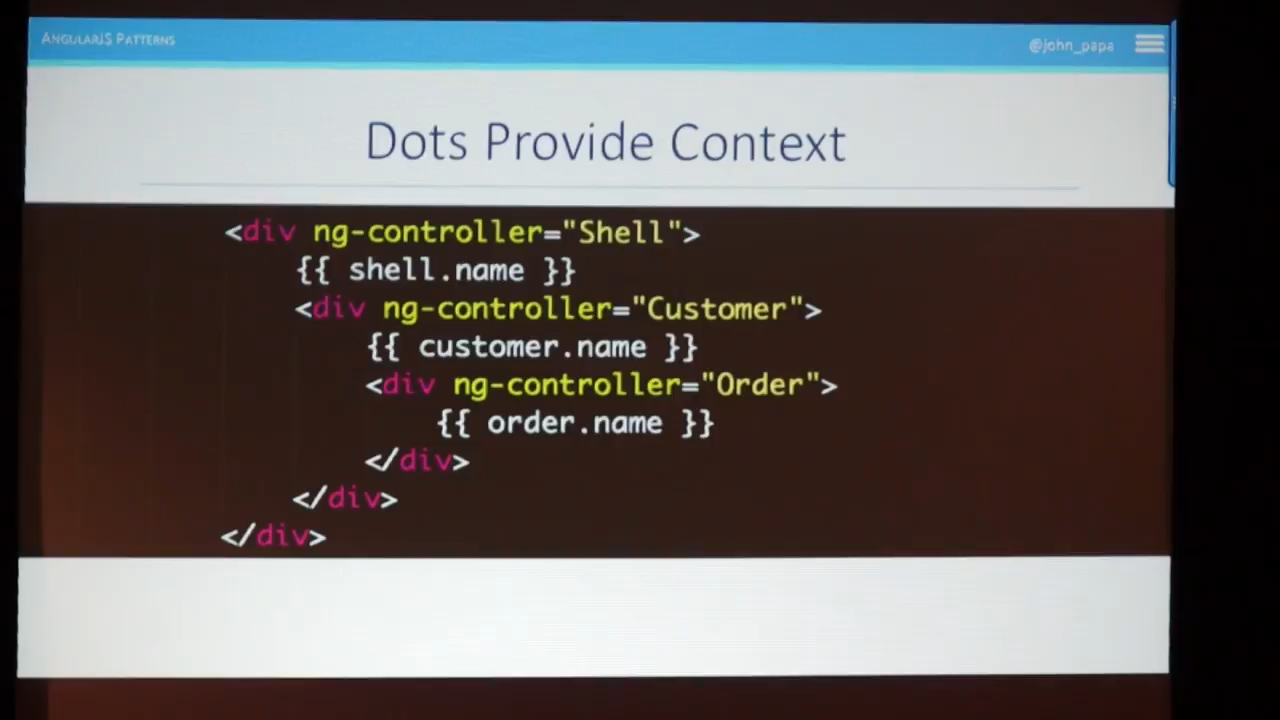 AngularJS Patterns
@john_papa
Dots Provide Context
<div ng-controller="Shell">
{{ shell.name }}
<div ng-controller="Customer">
{{ customer.name }}
<div ng-controller="Order">
{{ order.name }}
</div>
</div>
</div>